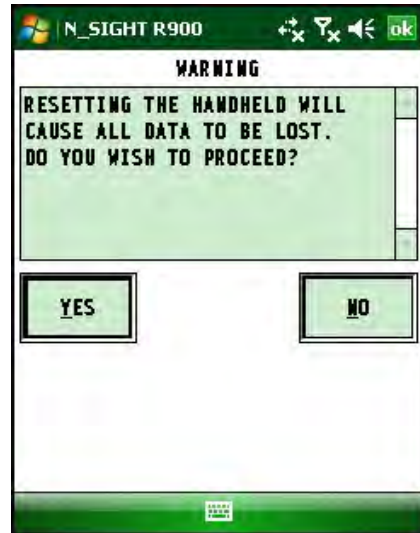 N_SIGHT R900
ok
WARNING
RESETTING THE HANDHELD WILL
CAUSE ALL DATA TO BE LOST.
DO YOU WISH TO PROCEED?
YES
NO